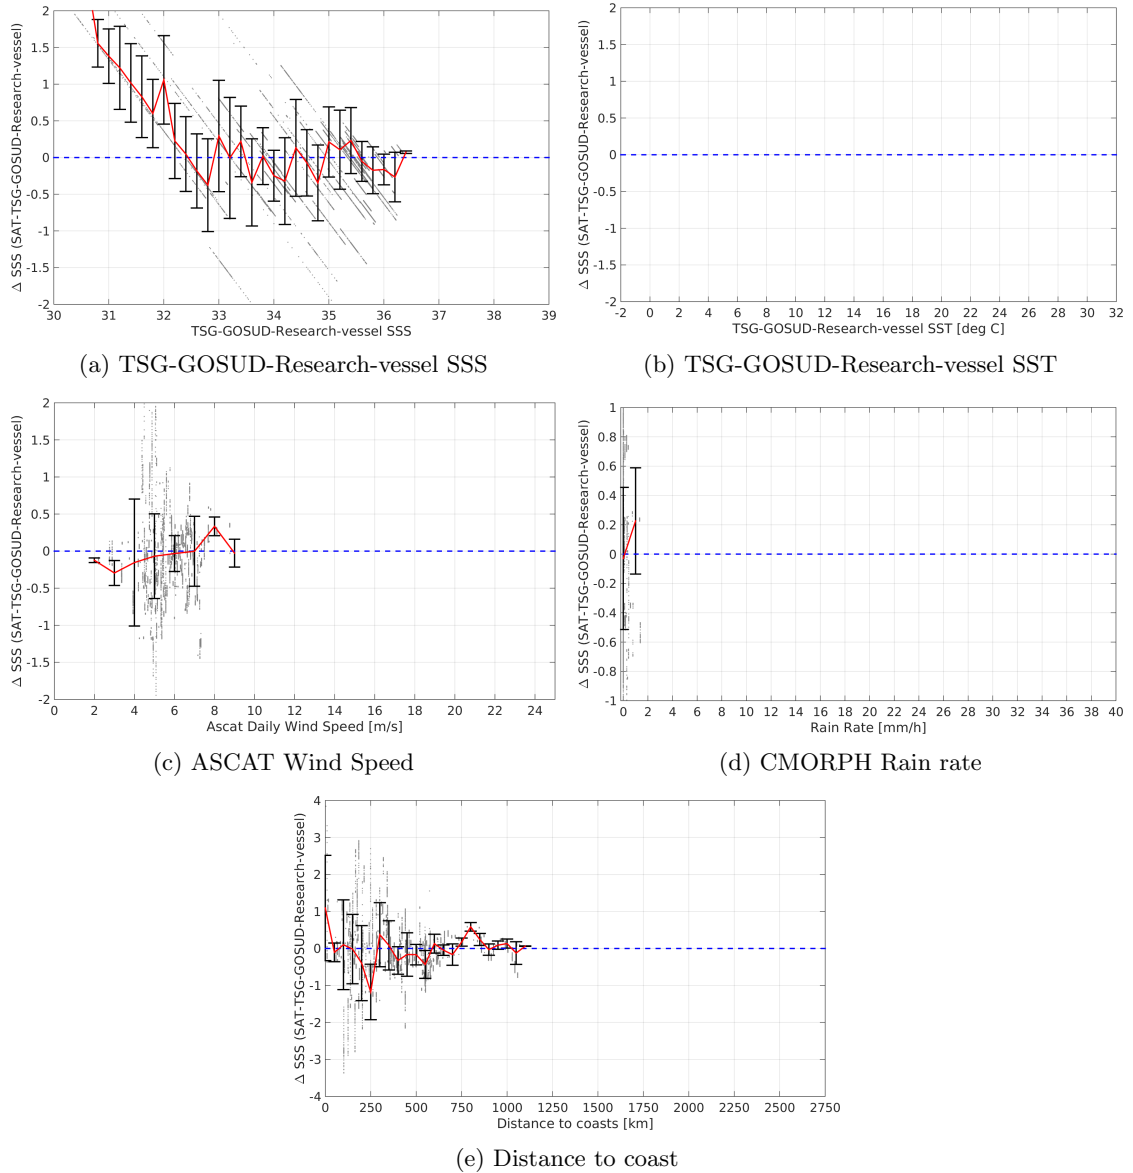 2
1.5
1
0.5
0
-0.5
-1
-1.5
-2
Δ SSS (SAT-TSG-GOSUD-Research-vessel)
30 31 32 33 34 35 36 37 38 39
TSG-GOSUD-Research-vessel SSS
(a) TSG-GOSUD-Research-vessel SSS
2
1.5
1
0.5
0
-0.5
-1
-1.5
-2
Δ SSS (SAT-TSG-GOSUD-Research-vessel)
-2 0 2 4 6 8 10 12 14 16 18 20 22 24 26 28 30 32
TSG-GOSUD-Research-vessel SST [deg C]
(b) TSG-GOSUD-Research-vessel SST
2
1.5
1
0.5
0
-0.5
-1
-1.5
-2
Δ SSS (SAT-TSG-GOSUD-Research-vessel)
0 2 4 6 8 10 12 14 16 18 20 22 24
Ascat Daily Wind Speed [m/s]
(c) ASCAT Wind Speed
1
0.8
0.6
0.4
0.2
0
-0.2
-0.4
-0.6
-0.8
-1
Δ SSS (SAT-TSG-GOSUD-Research-vessel)
0 2 4 6 8 10 12 14 16 18 20 22 24 26 28 30 32 34 36 38 40
Rain Rate [mm/h]
(d) CMORPH Rain rate
4
3
2
1
0
-1
-2
-3
-4
Δ SSS (SAT-TSG-GOSUD-Research-vessel)
0 250 500 750 1000 1250 1500 1750 2000 2250 2500 2750
Distance to coasts [km]
(e) Distance to coast